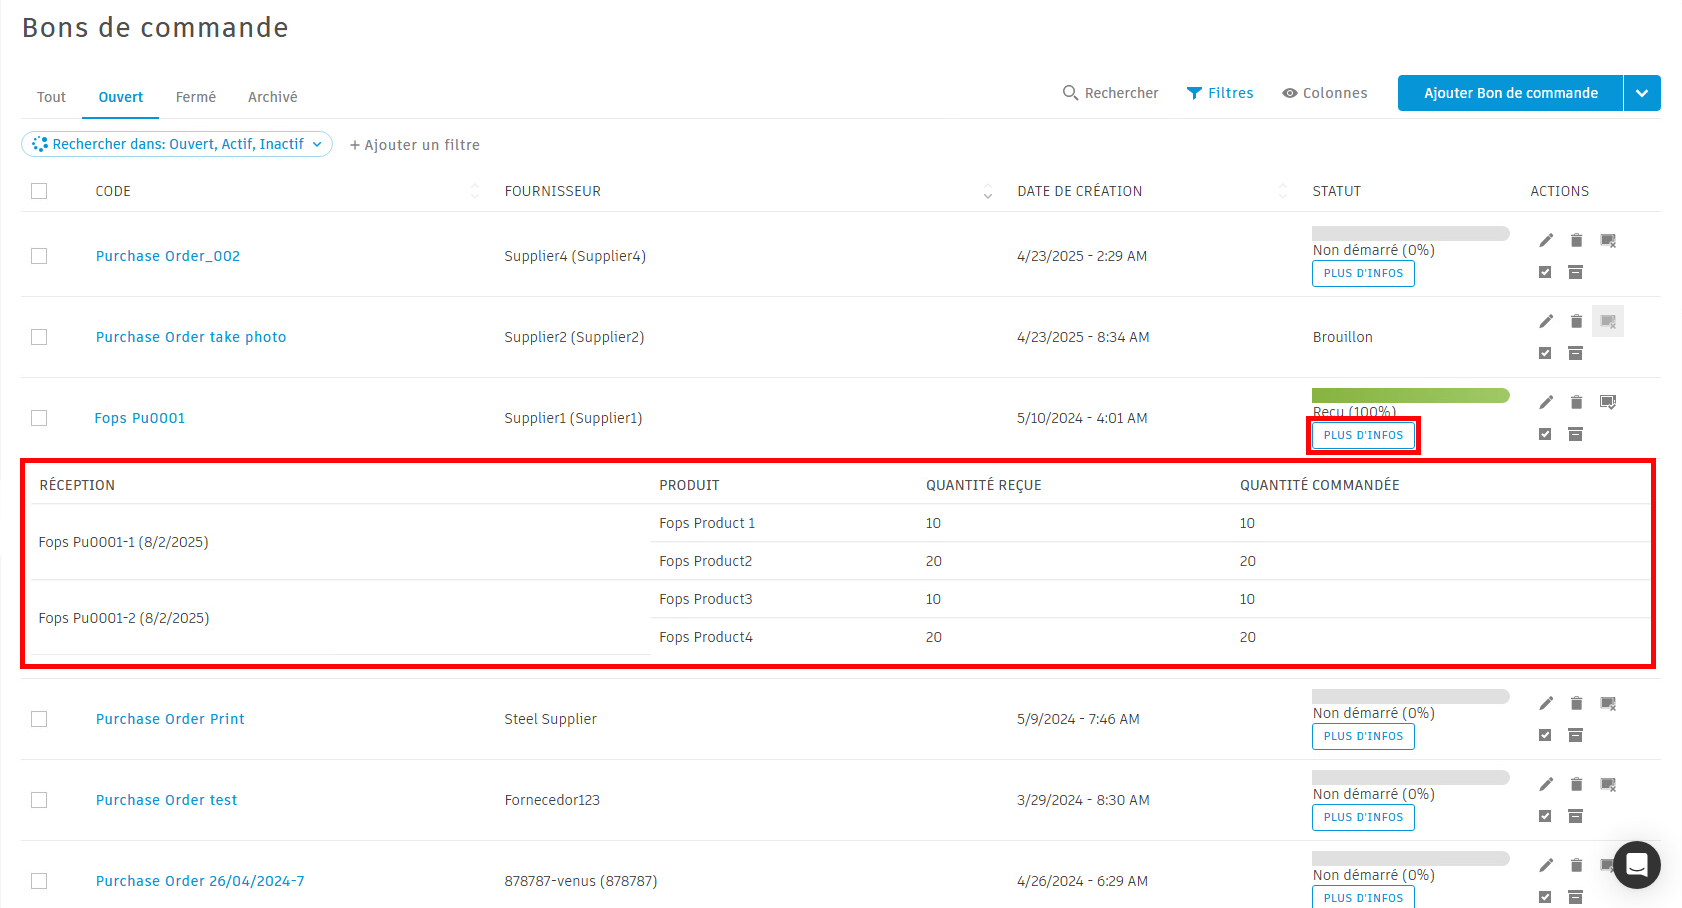 Bons de commande
Tout Ouvert Fermé Archivé Rechercher Filtres Colonnes Ajouter Bon de commande
Rechercher dans: Ouvert, Actif, Inactif + Ajouter un filtre
CODE FOURNISSEUR DATE DE CRÉATION STATUT ACTIONS
Purchase Order_002 Supplier4 (Supplier4) 4/23/2025 - 2:29 AM Non démarré (0%)
PLUS D'INFOS
Purchase Order take photo Supplier2 (Supplier2) 4/23/2025 - 8:34 AM Brouillon
Fops Pu0001 Supplier1 (Supplier1) 5/10/2024 - 4:01 AM Reçu (100%)
PLUS D'INFOS
RÉCEPTION PRODUIT QUANTITÉ REÇUE QUANTITÉ COMMANDÉE
Fops Pu0001-1 (8/2/2025) Fops Product 1 10 10
Fops Product2 20 20
Fops Pu0001-2 (8/2/2025) Fops Product3 10 10
Fops Product4 20 20
Purchase Order Print Steel Supplier 5/9/2024 - 7:46 AM Non démarré (0%)
PLUS D'INFOS
Purchase Order test Fornecedor123 3/29/2024 - 8:30 AM Non démarré (0%)
PLUS D'INFOS
Purchase Order 26/04/2024-7 878787-venus (878787) 4/26/2024 - 6:29 AM Non démarré (0%)
PLUS D'INFOS